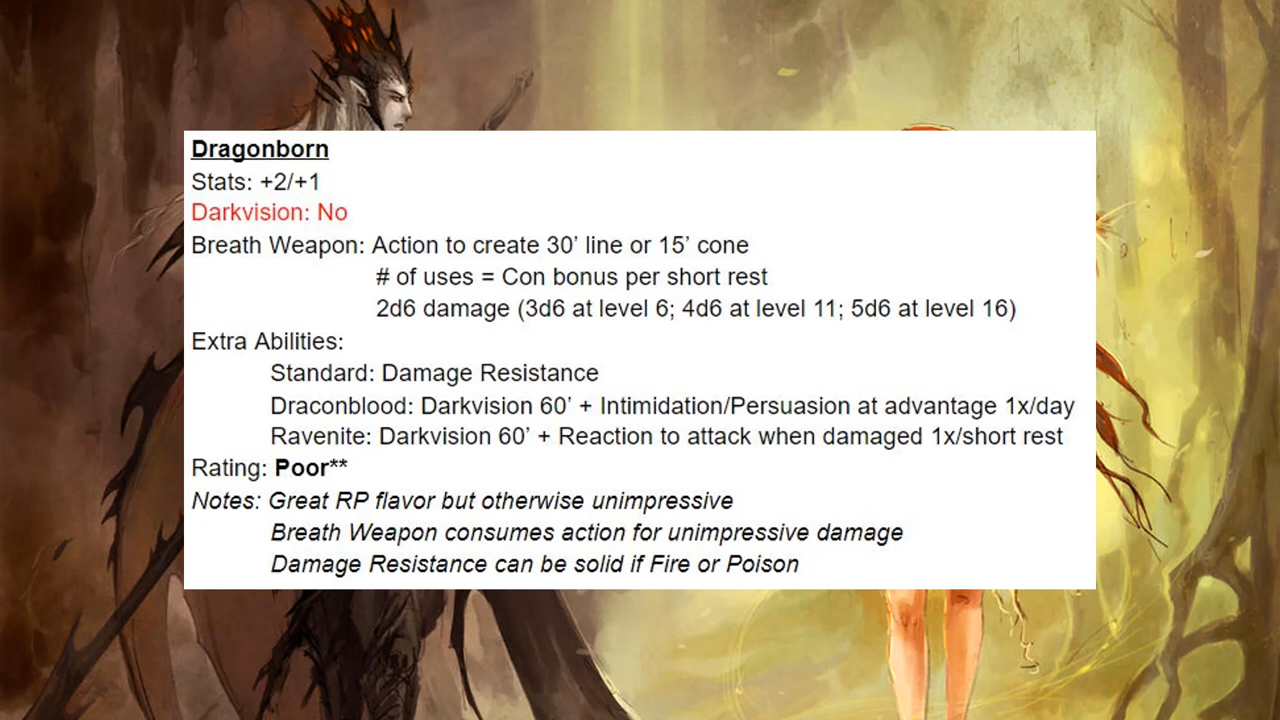 Dragonborn
Stats: +2/+1
Darkvision: No
Breath Weapon: Action to create 30’ line or 15’ cone
# of uses = Con bonus per short rest
2d6 damage (3d6 at level 6; 4d6 at level 11; 5d6 at level 16)
Extra Abilities:
Standard: Damage Resistance
Draconblood: Darkvision 60’ + Intimidation/Persuasion at advantage 1x/day
Ravenite: Darkvision 60’ + Reaction to attack when damaged 1x/short rest
Rating: Poor**
Notes: Great RP flavor but otherwise unimpressive
Breath Weapon consumes action for unimpressive damage
Damage Resistance can be solid if Fire or Poison